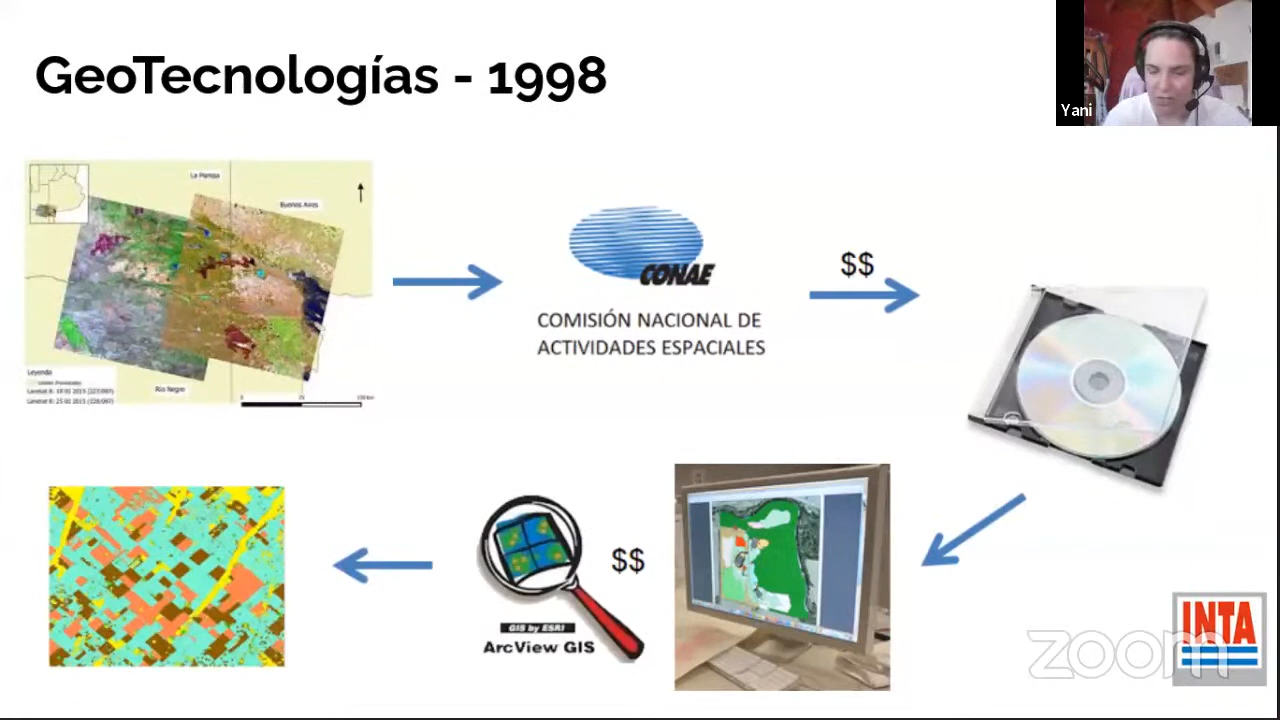 GeoTecnologías - 1998
Yani
La Pampa
Buenos Aires
Río Negro
Leyenda
CONAE
COMISIÓN NACIONAL DE
ACTIVIDADES ESPACIALES
$$
$$
GIS by ESRI
ArcView GIS
INTA
zoom